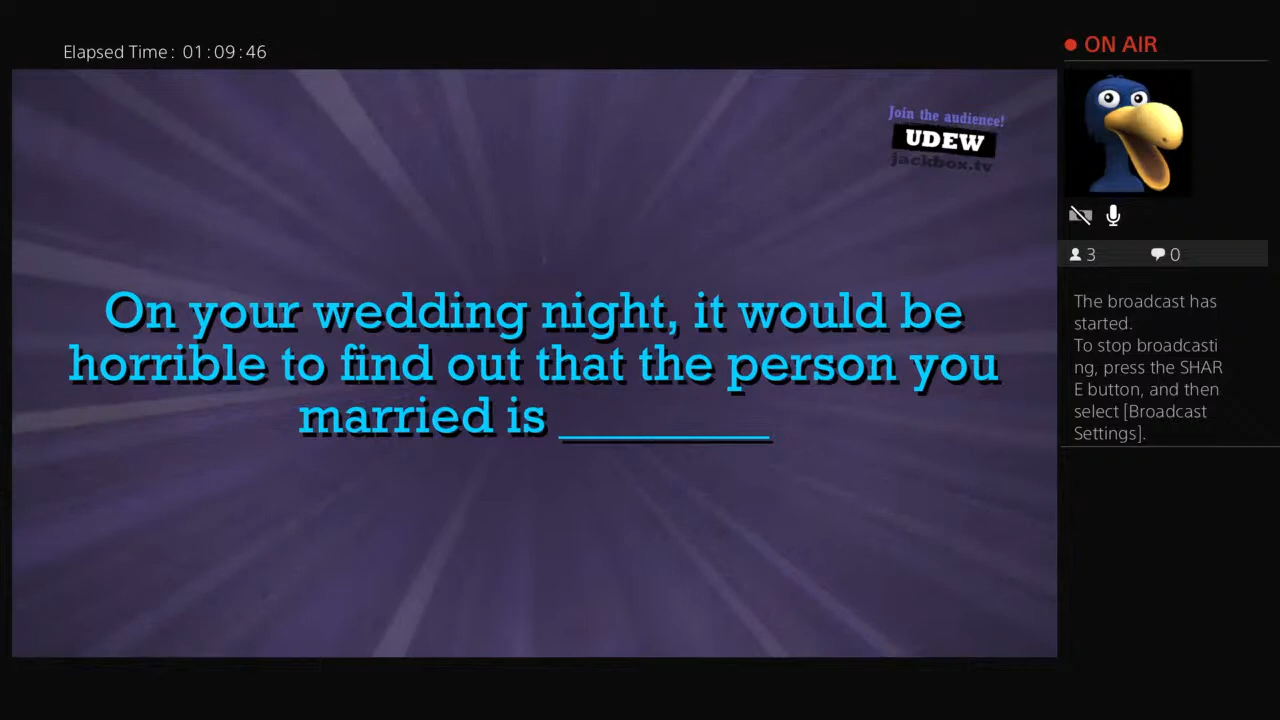 Elapsed Time: 01:09:46
ON AIR
Join the audience!
UDEW
jackbox.tv
On your wedding night, it would be
horrible to find out that the person you
married is __________
3
0
The broadcast has
started.
To stop broadcasti
ng, press the SHAR
E button, and then
select [Broadcast
Settings].